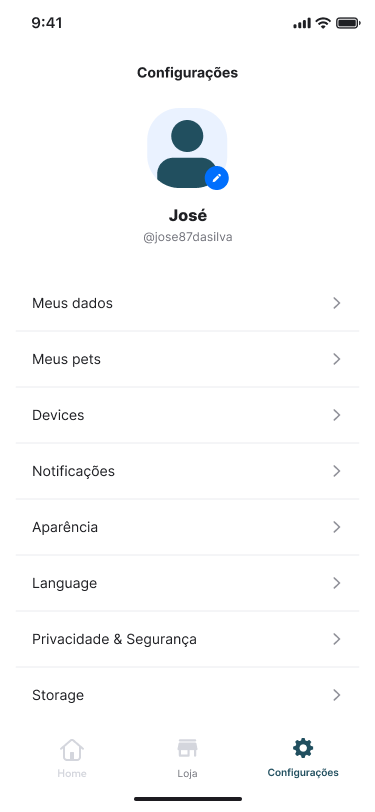 9:41
Configurações
José
@jose87dasilva
Meus dados
Meus pets
Devices
Notificações
Aparência
Language
Privacidade & Segurança
Storage
Home
Loja
Configurações